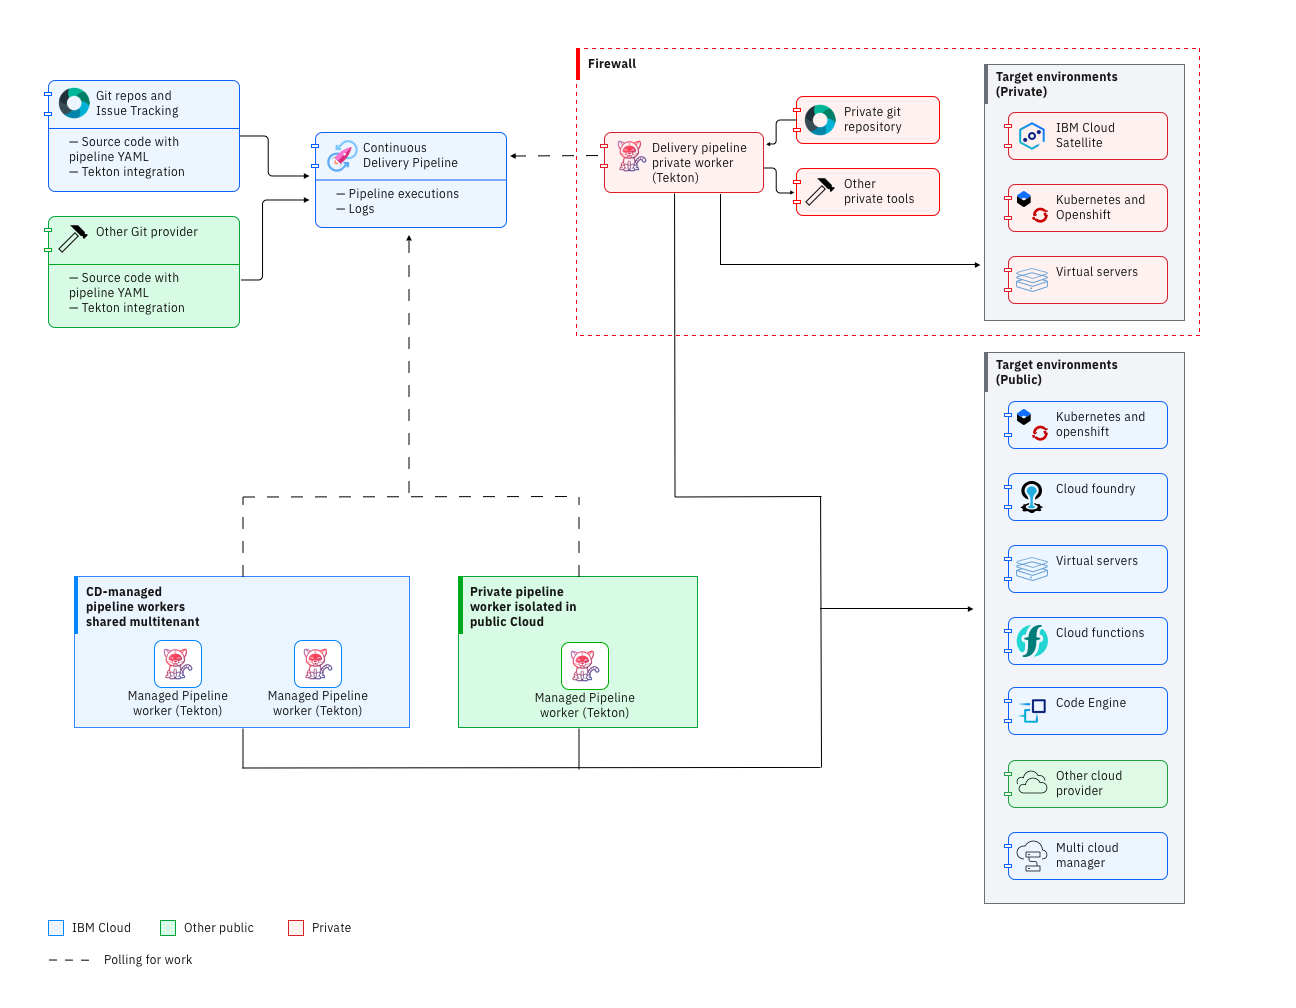 Git repos and
Issue Tracking
— Source code with
pipeline YAML
— Tekton integration
Other Git provider
— Source code with
pipeline YAML
— Tekton integration
Continuous
Delivery Pipeline
— Pipeline executions
— Logs
Firewall
Delivery pipeline
private worker
(Tekton)
Private git
repository
Other
private tools
Target environments
(Private)
IBM Cloud
Satellite
Kubernetes and
Openshift
Virtual servers
Target environments
(Public)
Kubernetes and
openshift
Cloud foundry
Virtual servers
Cloud functions
Code Engine
Other cloud
provider
Multi cloud
manager
CD-managed
pipeline workers
shared multitenant
Managed Pipeline
worker (Tekton)
Managed Pipeline
worker (Tekton)
Private pipeline
worker isolated in
public Cloud
Managed Pipeline
worker (Tekton)
IBM Cloud
Other public
Private
Polling for work